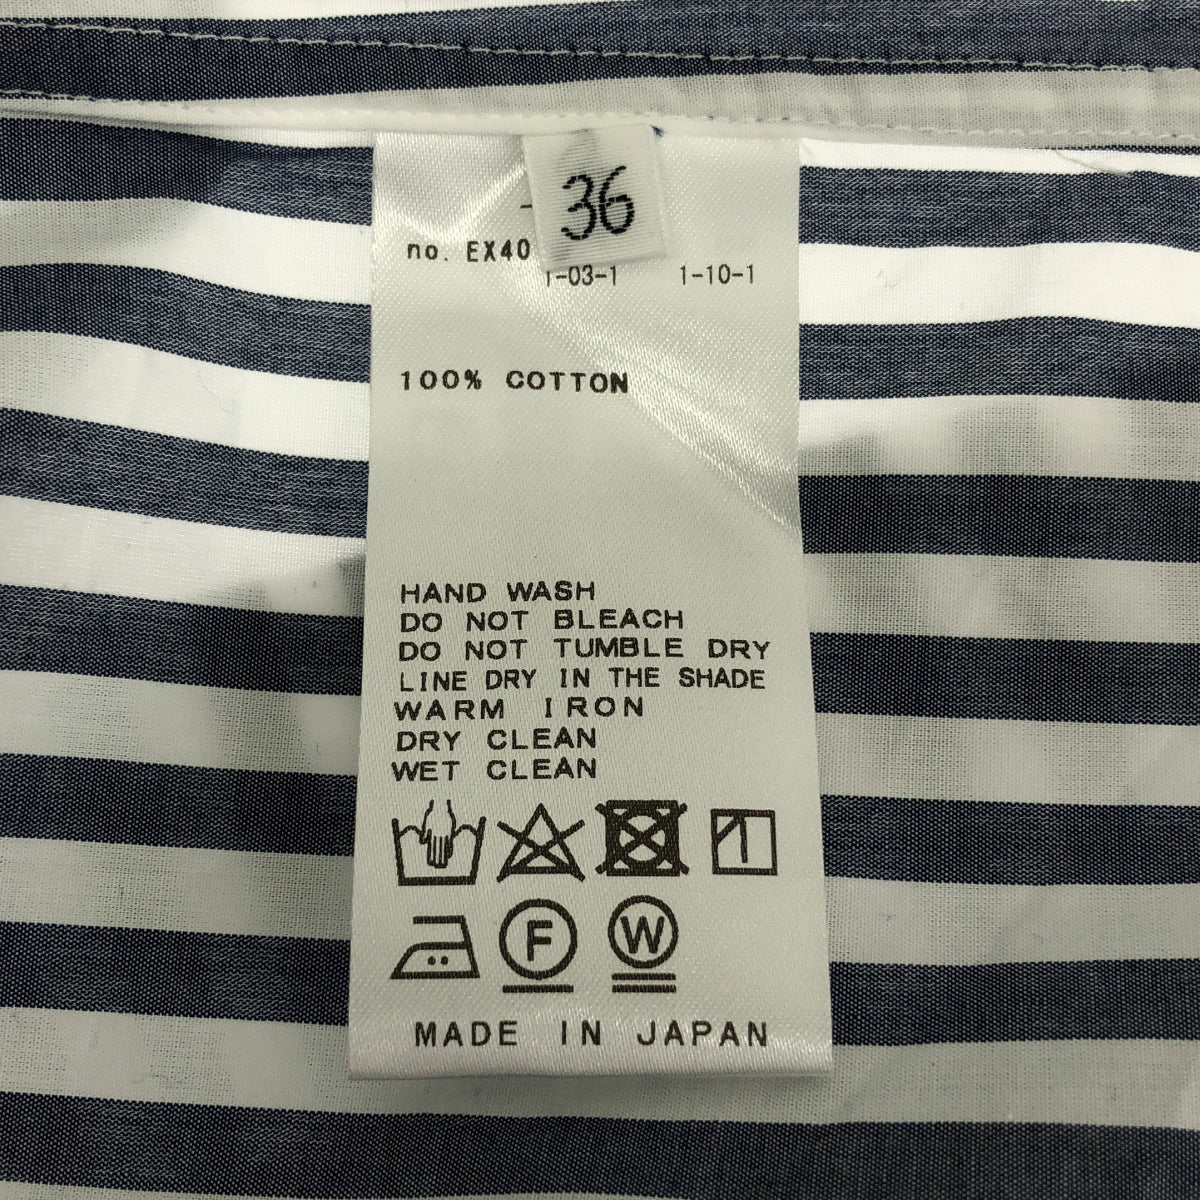 36
no. EX40
1-03-1 1-10-1
100% COTTON
HAND WASH
DO NOT BLEACH
DO NOT TUMBLE DRY
LINE DRY IN THE SHADE
WARM IRON
DRY CLEAN
WET CLEAN
F W
MADE IN JAPAN